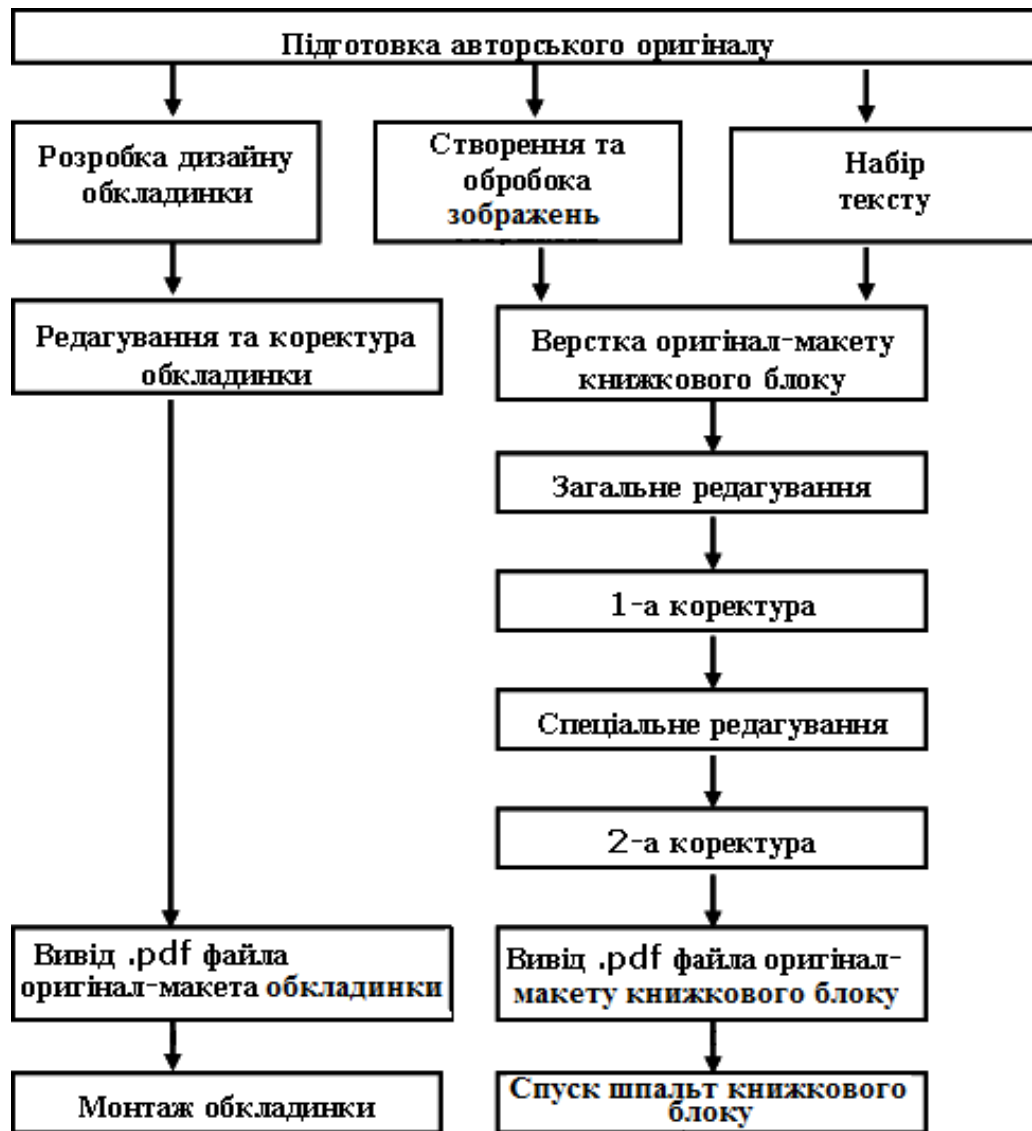 Підготовка авторського оригіналу
Розробка дизайну
обкладинки
Створення та
обробока
зображень
Набір
тексту
Редагування та коректура
обкладинки
Верстка оригінал-макету
книжкового блоку
Загальне редагування
1-а коректура
Спеціальне редагування
2-а коректура
Вивід .pdf файла
оригінал-макета обкладинки
Вивід .pdf файла оригінал-
макету книжкового блоку
Монтаж обкладинки
Спуск шпальт книжкового
блоку